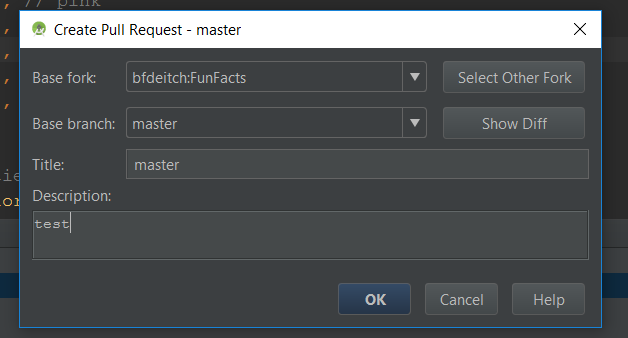 , // pink
Create Pull Request - master
,
Base fork: bfdeitch:FunFacts Select Other Fork
,
,
,
Base branch: master Show Diff
Title: master
Description:
test
OK Cancel Help